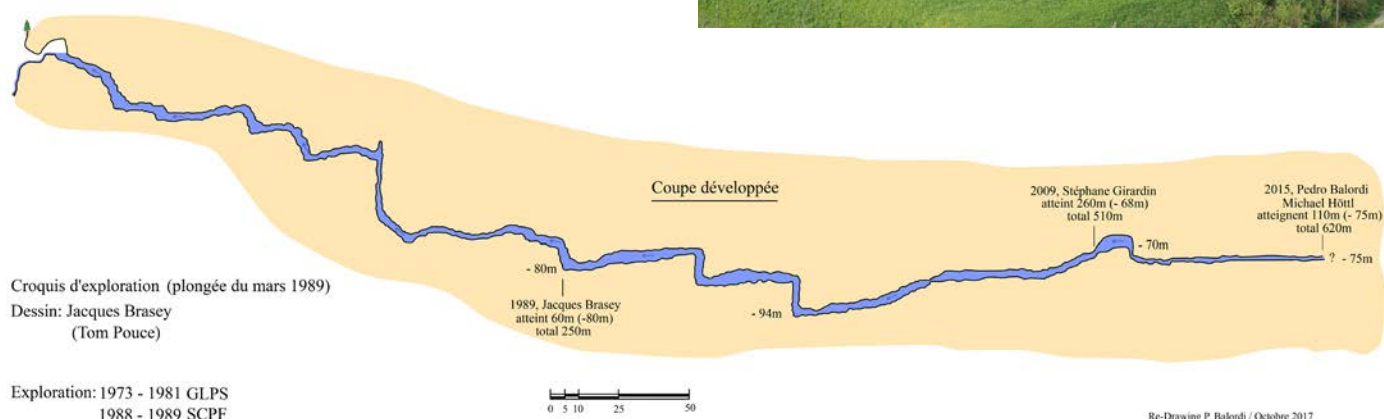 Coupe développée
2009, Stéphane Girardin
atteint 260m (- 68m)
total 510m
2015, Pedro Balordi
Michael Höttl
atteignent 110m (- 75m)
total 620m
- 70m
? - 75m
- 80m
1989, Jacques Brasey
atteint 60m (-80m)
total 250m
- 94m
Croquis d'exploration (plongée du mars 1989)
Dessin: Jacques Brasey
(Tom Pouce)
Exploration: 1973 - 1981 GLPS
1988 - 1989 SCPF
0 5 10 25 50
Re-Drawing P. Balordi / Octobre 2017